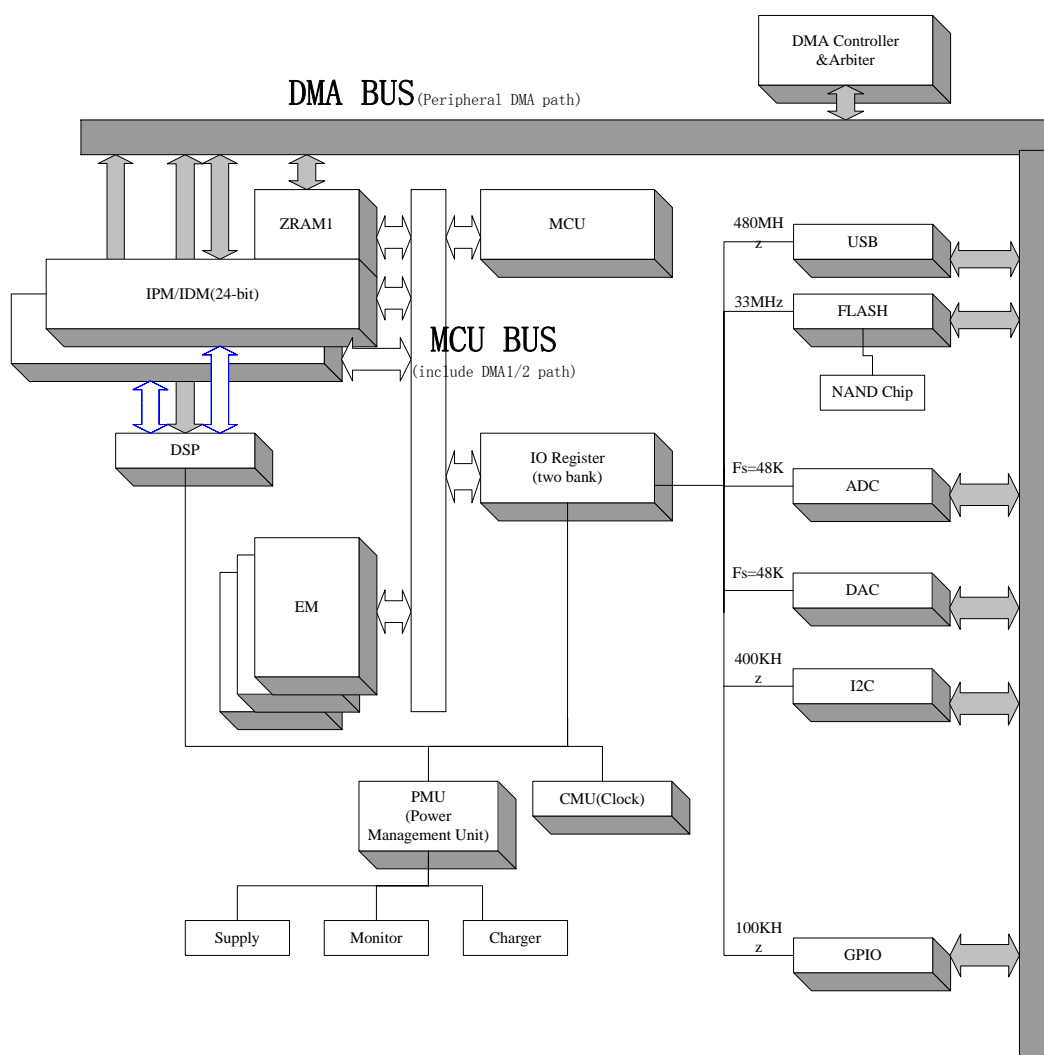 DMA Controller
&Arbiter
DMA BUS(Peripheral DMA path)
ZRAM1
MCU
480MH
z
USB
IPM/IDM(24-bit)
33MHz
FLASH
MCU BUS
(include DMA1/2 path)
NAND Chip
DSP
IO Register
(two bank)
Fs=48K
ADC
Fs=48K
DAC
EM
400KH
z
I2C
PMU
(Power
Management Unit)
CMU(Clock)
Supply
Monitor
Charger
100KH
z
GPIO